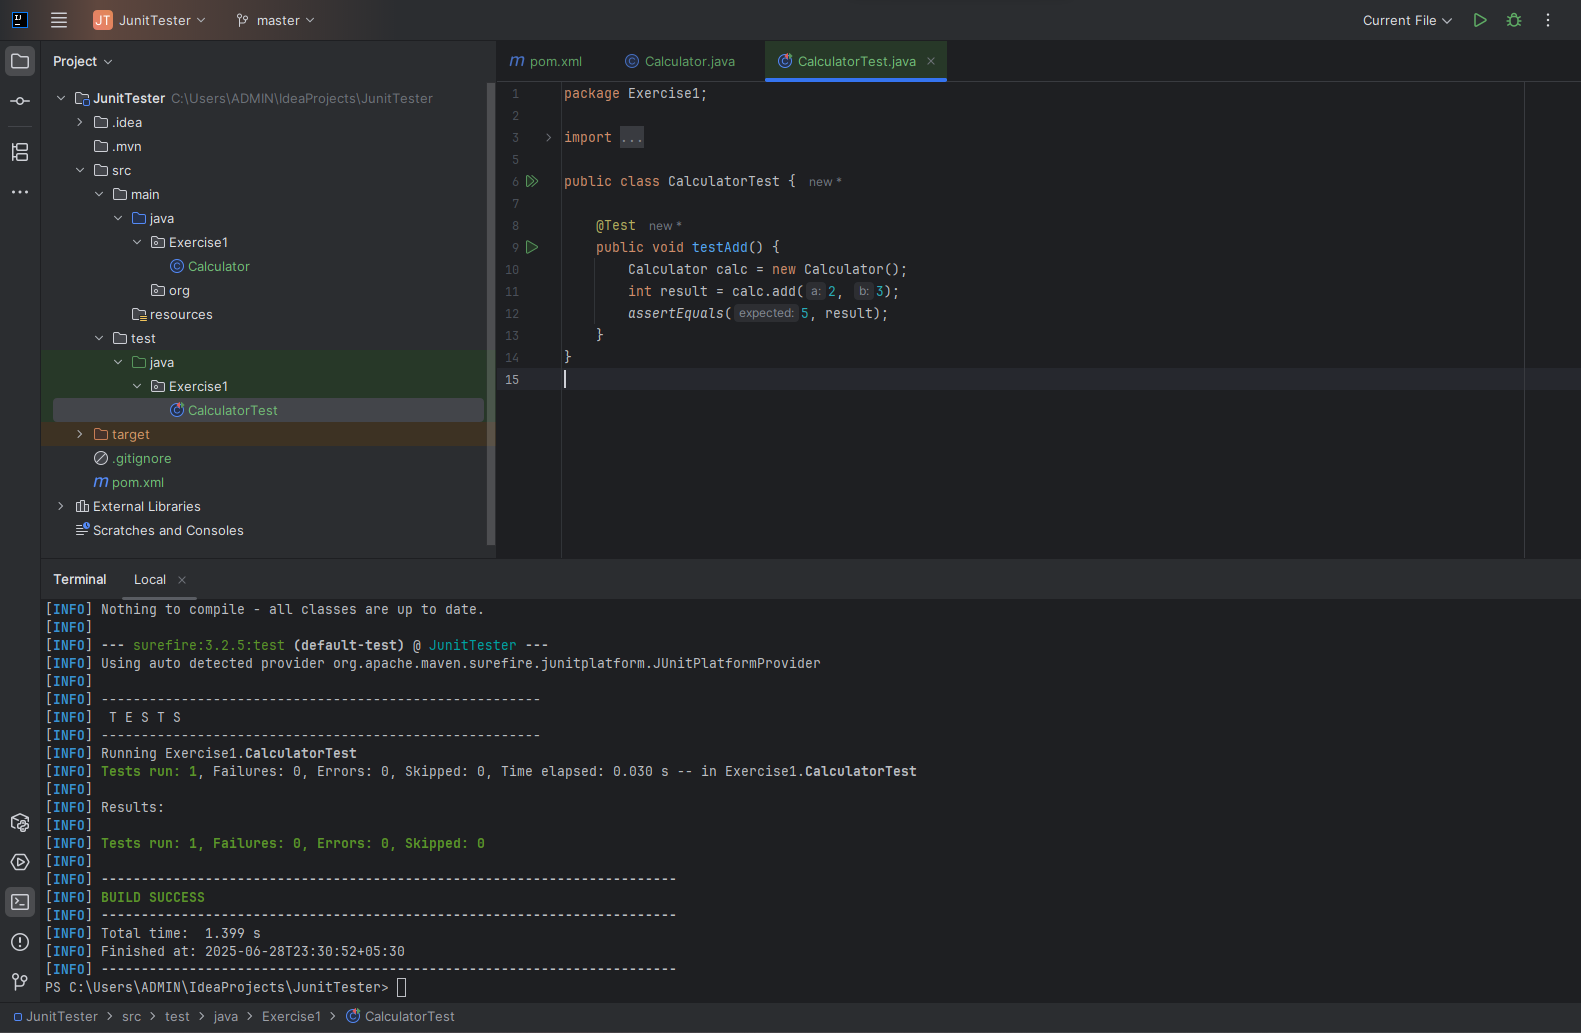 JT JunitTester master Current File
Project
JunitTester C:\Users\ADMIN\IdeaProjects\JunitTester
.idea
.mvn
src
main
java
Exercise1
Calculator
org
resources
test
java
Exercise1
CalculatorTest
target
.gitignore
pom.xml
External Libraries
Scratches and Consoles
pom.xml Calculator.java CalculatorTest.java
1 package Exercise1;
2
3 import ...
5
6 public class CalculatorTest { new *
7
8 @Test new *
9 public void testAdd() {
10 Calculator calc = new Calculator();
11 int result = calc.add( a: 2, b: 3);
12 assertEquals( expected: 5, result);
13 }
14 }
15
Terminal Local
[INFO] Nothing to compile - all classes are up to date.
[INFO]
[INFO] --- surefire:3.2.5:test (default-test) @ JunitTester ---
[INFO] Using auto detected provider org.apache.maven.surefire.junitplatform.JUnitPlatformProvider
[INFO]
[INFO] -------------------------------------------------------
[INFO]  T E S T S
[INFO] -------------------------------------------------------
[INFO] Running Exercise1.CalculatorTest
[INFO] Tests run: 1, Failures: 0, Errors: 0, Skipped: 0, Time elapsed: 0.030 s -- in Exercise1.CalculatorTest
[INFO]
[INFO] Results:
[INFO]
[INFO] Tests run: 1, Failures: 0, Errors: 0, Skipped: 0
[INFO]
[INFO] ------------------------------------------------------------------------
[INFO] BUILD SUCCESS
[INFO] ------------------------------------------------------------------------
[INFO] Total time:  1.399 s
[INFO] Finished at: 2025-06-28T23:30:52+05:30
[INFO] ------------------------------------------------------------------------
PS C:\Users\ADMIN\IdeaProjects\JunitTester>
JunitTester > src > test > java > Exercise1 > CalculatorTest